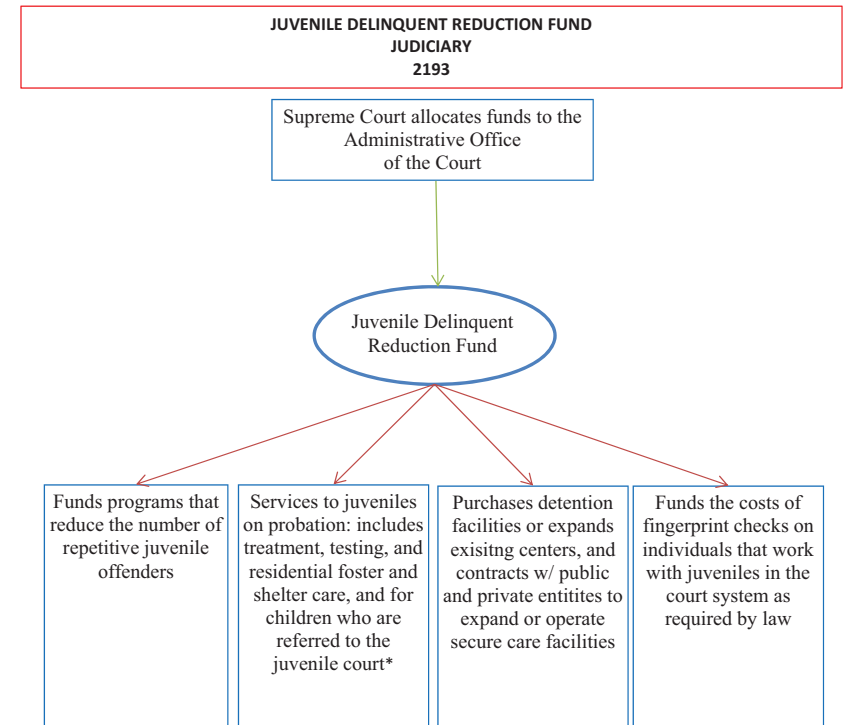 JUVENILE DELINQUENT REDUCTION FUND
JUDICIARY
2193
Supreme Court allocates funds to the
Administrative Office
of the Court
Juvenile Delinquent
Reduction Fund
Funds programs that
reduce the number of
repetitive juvenile
offenders
Services to juveniles
on probation: includes
treatment, testing, and
residential foster and
shelter care, and for
children who are
referred to the
juvenile court*
Purchases detention
facilities or expands
exisitng centers, and
contracts w/ public
and private entitites to
expand or operate
secure care facilities
Funds the costs of
fingerprint checks on
individuals that work
with juveniles in the
court system as
required by law